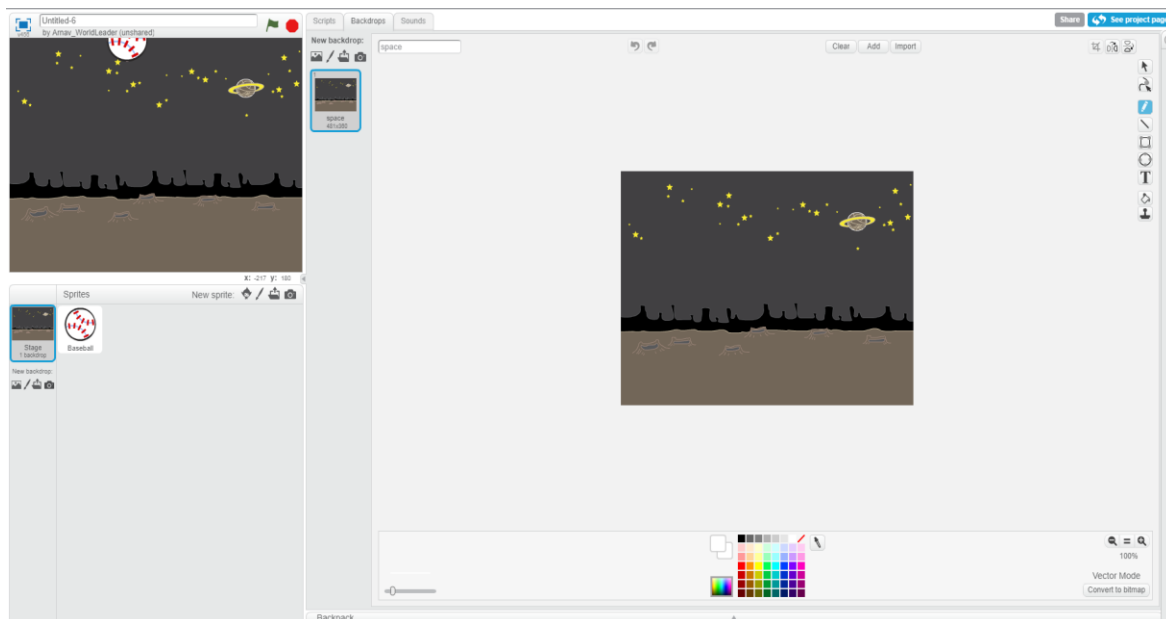 Untitled-6
by Arnav_WorldLeader (unshared)
Scripts
Backdrops
Sounds
Share
See project page
New backdrop:
space
Clear
Add
Import
1
space
x: -217 y: 180
Sprites
New sprite:
Stage
1 backdrop
Baseball
New backdrop:
T
100%
Vector Mode
Convert to bitmap
Backpack